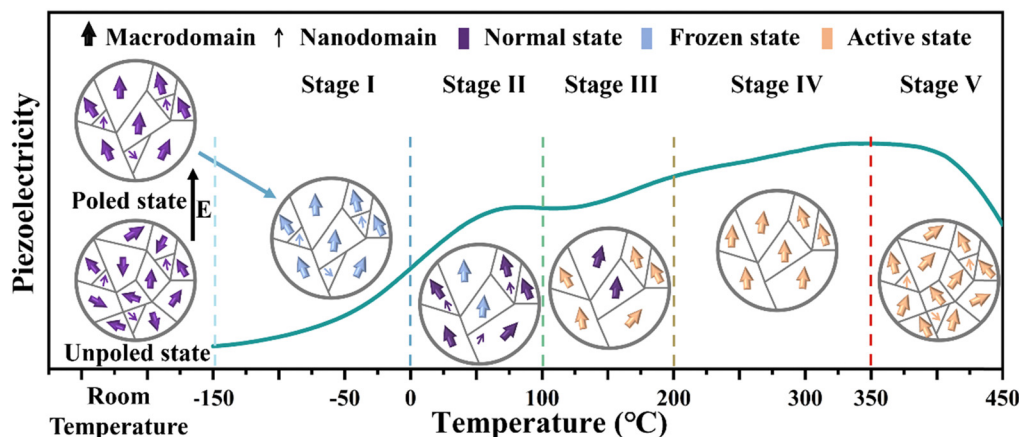 Macrodomain Nanodomain Normal state Frozen state Active state
Stage I Stage II Stage III Stage IV Stage V
Piezoelectricity
Poled state
E
Unpoled state
Room Temperature
-150 -50 0 100 200 300 350 450
Temperature (°C)